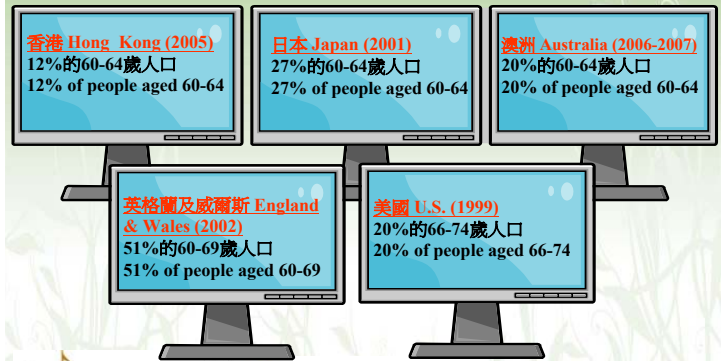 香港 Hong Kong (2005)
12%的60-64歲人口
12% of people aged 60-64
日本 Japan (2001)
27%的60-64歲人口
27% of people aged 60-64
澳洲 Australia (2006-2007)
20%的60-64歲人口
20% of people aged 60-64
英格蘭及威爾斯 England
& Wales (2002)
51%的60-69歲人口
51% of people aged 60-69
美國 U.S. (1999)
20%的66-74歲人口
20% of people aged 66-74